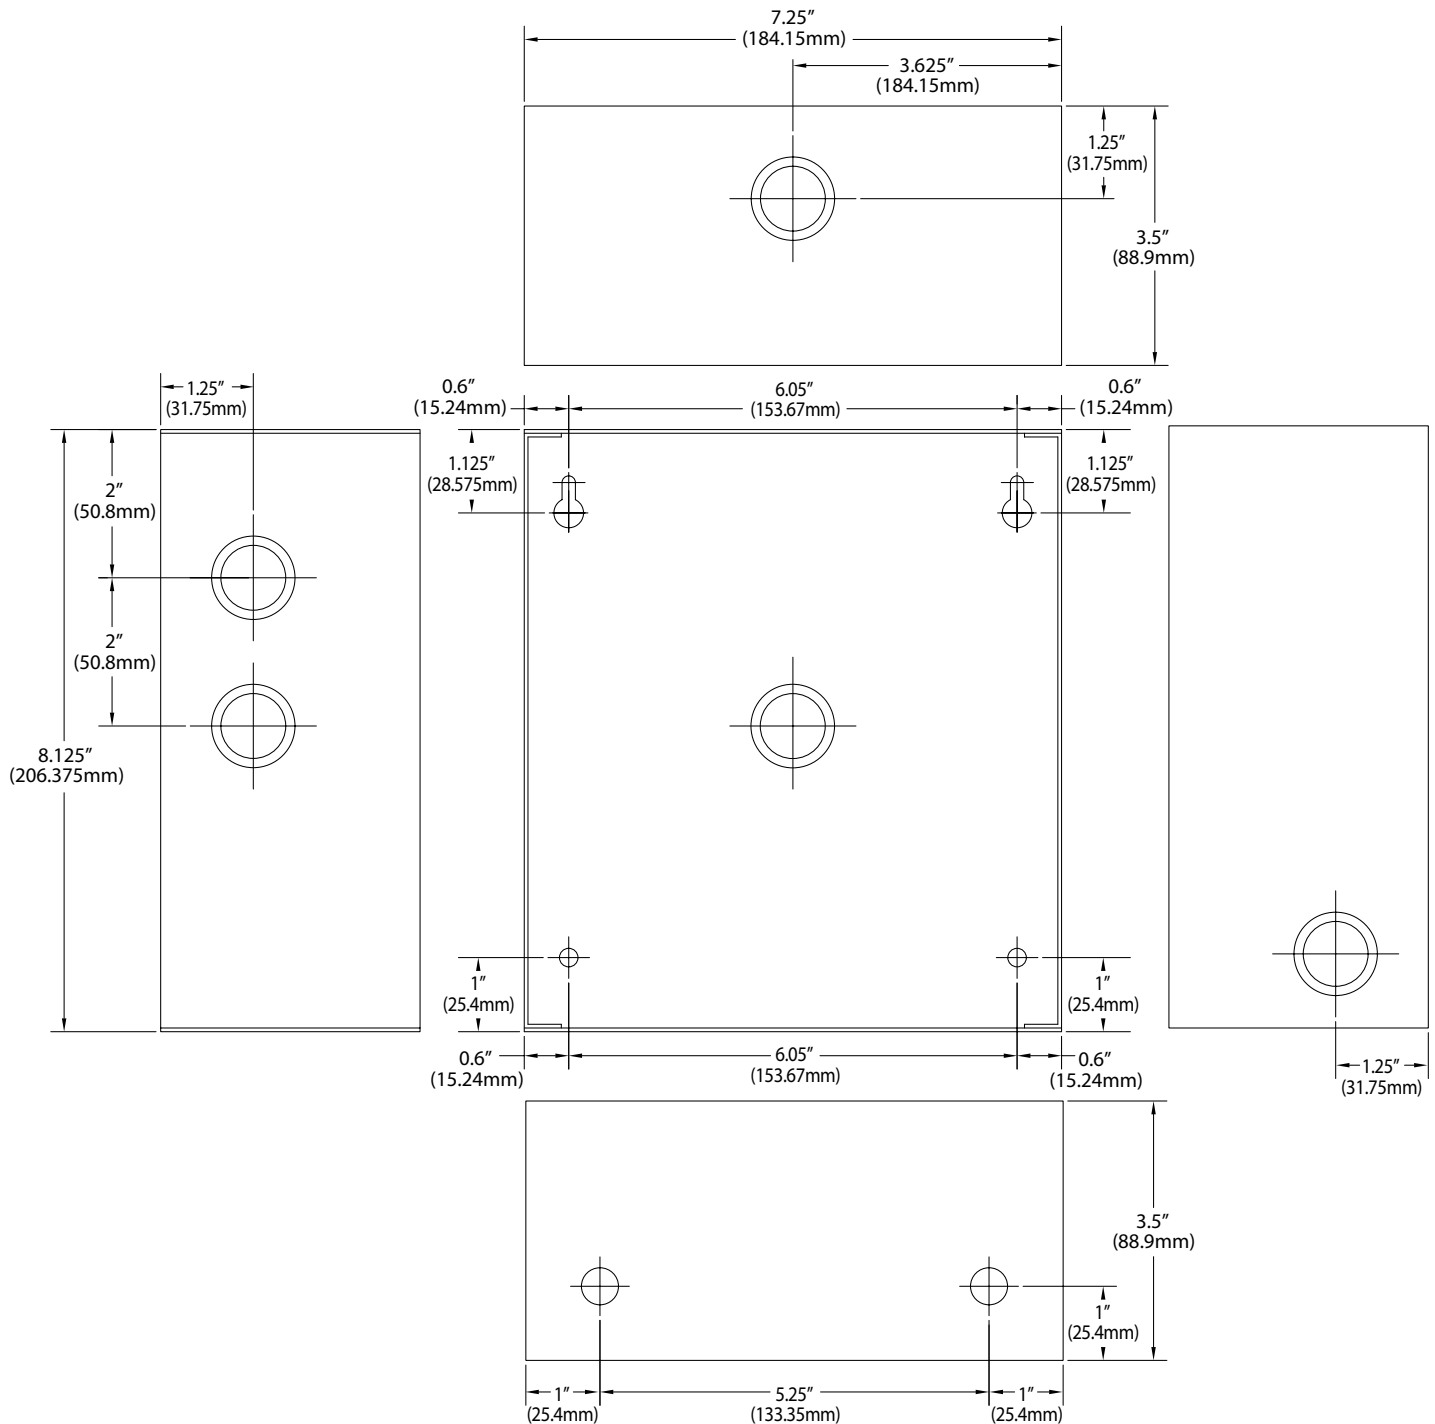 7.25”
(184.15mm)
3.625”
(184.15mm)
1.25”
(31.75mm)
3.5”
(88.9mm)
1.25”
(31.75mm)
0.6”
(15.24mm)
6.05”
(153.67mm)
0.6”
(15.24mm)
2”
(50.8mm)
1.125”
(28.575mm)
1.125”
(28.575mm)
2”
(50.8mm)
8.125”
(206.375mm)
1”
(25.4mm)
1”
(25.4mm)
0.6”
(15.24mm)
6.05”
(153.67mm)
0.6”
(15.24mm)
1.25”
(31.75mm)
3.5”
(88.9mm)
1”
(25.4mm)
1”
(25.4mm)
5.25”
(133.35mm)
1”
(25.4mm)